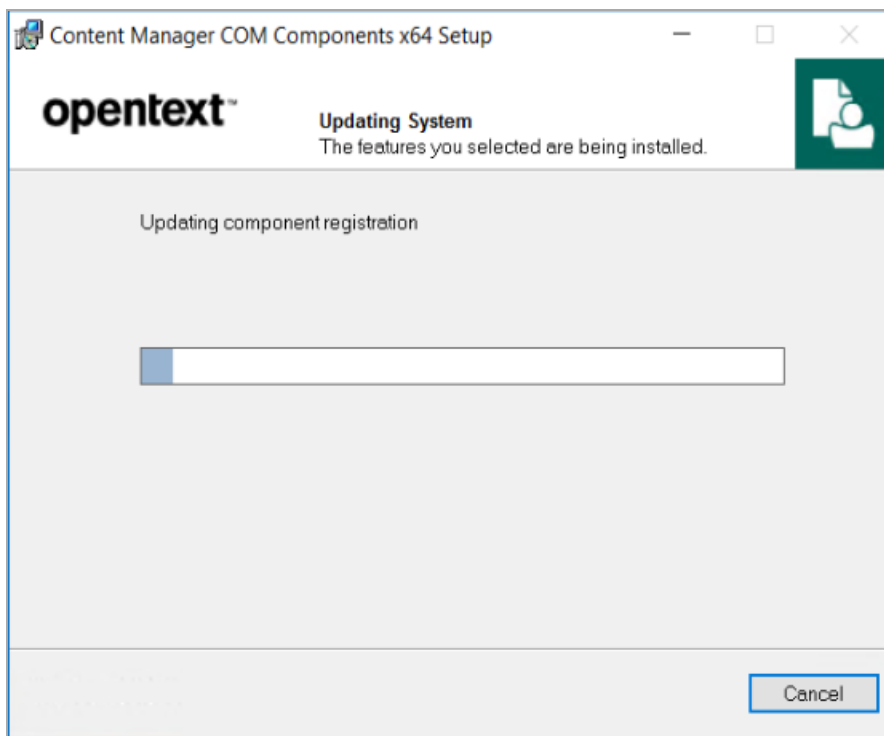 Content Manager COM Components x64 Setup
opentext™
Updating System
The features you selected are being installed.
Updating component registration
Cancel